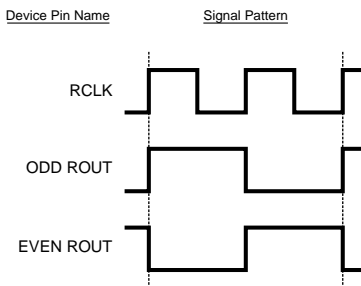 Device Pin Name Signal Pattern
RCLK
ODD ROUT
EVEN ROUT